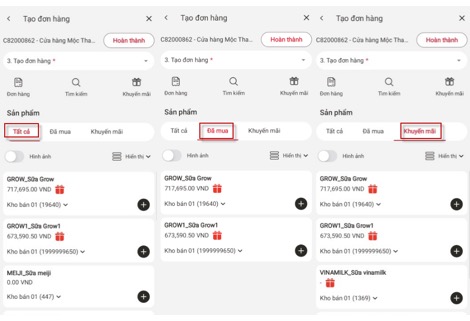 Tạo đơn hàng
C82000862 - Cửa hàng Mộc Tha...
Hoàn thành
3. Tạo đơn hàng *
Đơn hàng
Tìm kiếm
Khuyến mãi
Sản phẩm
Tất cả
Đã mua
Khuyến mãi
Hình ảnh
Hiển thị
GROW_Sữa Grow
717,695.00 VND
Kho bán 01 (19640)
GROW1_Sữa Grow1
673,590.50 VND
Kho bán 01 (1999999650)
MEIJI_Sữa meiji
0.00 VND
Kho bán 01 (447)
Tạo đơn hàng
C82000862 - Cửa hàng Mộc Tha...
Hoàn thành
3. Tạo đơn hàng *
Đơn hàng
Tìm kiếm
Khuyến mãi
Sản phẩm
Tất cả
Đã mua
Khuyến mãi
Hình ảnh
Hiển thị
GROW_Sữa Grow
717,695.00 VND
Kho bán 01 (19640)
GROW1_Sữa Grow1
673,590.50 VND
Kho bán 01 (1999999650)
Tạo đơn hàng
C82000862 - Cửa hàng Mộc Tha...
Hoàn thành
3. Tạo đơn hàng *
Đơn hàng
Tìm kiếm
Khuyến mãi
Sản phẩm
Tất cả
Đã mua
Khuyến mãi
Hình ảnh
Hiển thị
GROW_Sữa Grow
717,695.00 VND
Kho bán 01 (19640)
GROW1_Sữa Grow1
673,590.50 VND
Kho bán 01 (1999999650)
VINAMILK_Sữa vinamilk
-
Kho bán 01 (1369)